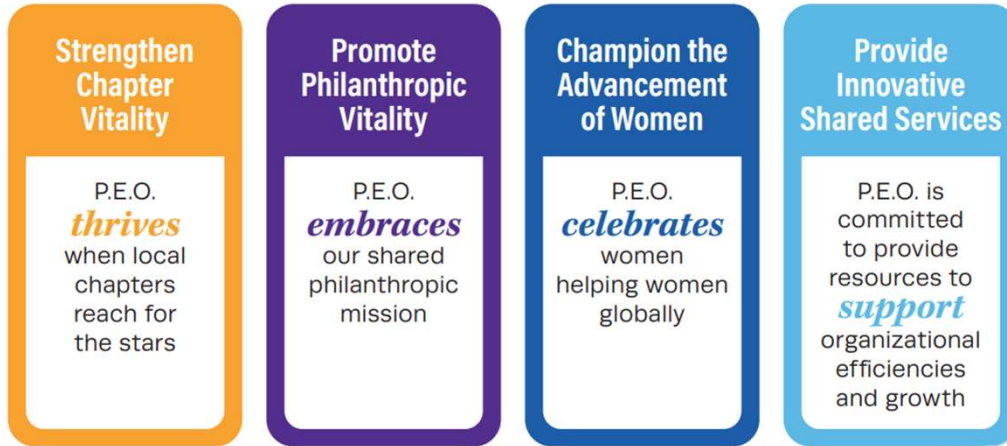 Strengthen
Chapter
Vitality
P.E.O.
thrives
when local
chapters
reach for
the stars
Promote
Philanthropic
Vitality
P.E.O.
embraces
our shared
philanthropic
mission
Champion the
Advancement
of Women
P.E.O.
celebrates
women
helping women
globally
Provide
Innovative
Shared Services
P.E.O. is
committed
to provide
resources to
support
organizational
efficiencies
and growth